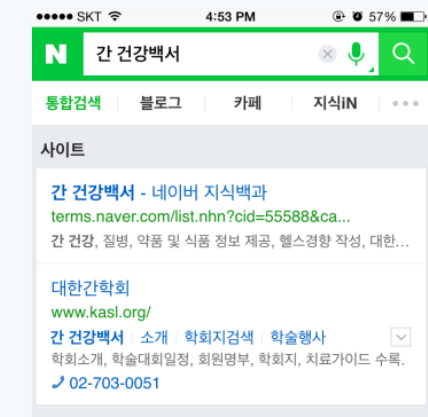 SKT 4:53 PM 57%
N 간 건강백서
통합검색 블로그 카페 지식iN
사이트
간 건강백서 - 네이버 지식백과
terms.naver.com/list.nhn?cid=55588&ca...
간 건강, 질병, 약품 및 식품 정보 제공, 헬스경향 작성, 대한...
대한간학회
www.kasl.org/
간 건강백서 소개 학회지검색 학술행사
학회소개, 학술대회일정, 회원명부, 학회지, 치료가이드 수록.
02-703-0051